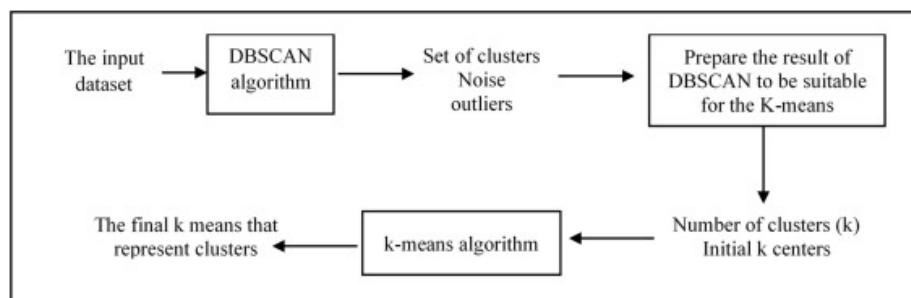 The input
dataset
DBSCAN
algorithm
Set of clusters
Noise
outliers
Prepare the result of
DBSCAN to be suitable
for the K-means
Number of clusters (k)
Initial k centers
k-means algorithm
The final k means that
represent clusters